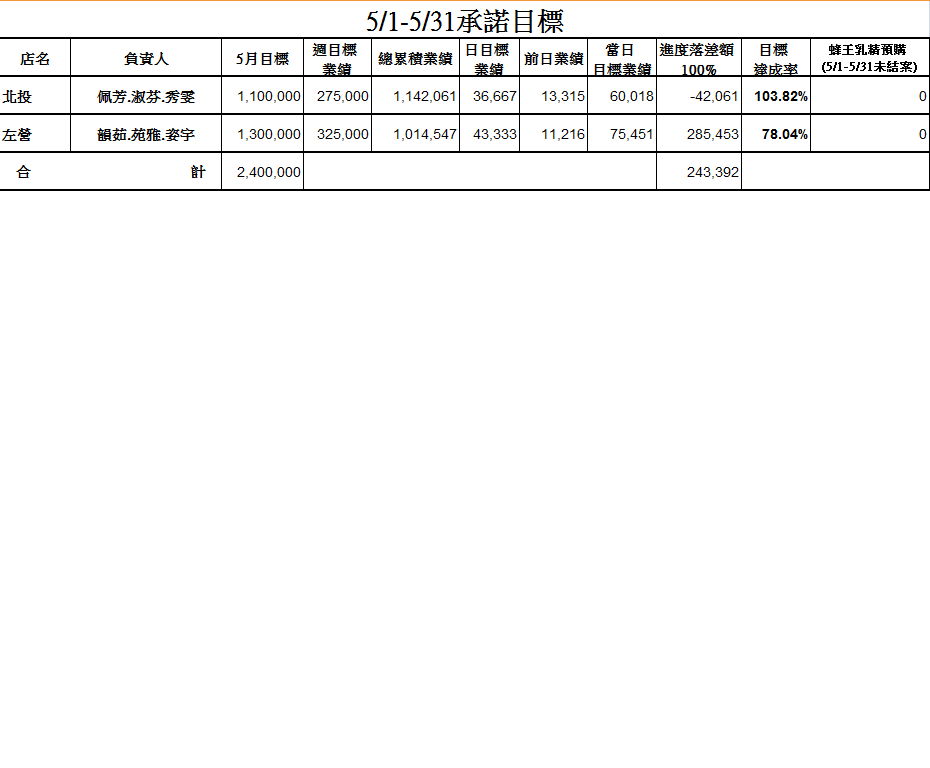 5/1-5/31承諾目標
店名 負責人 5月目標 週目標業績 總累積業績 日目標業績 前日業績 當日目標業績 進度落差額100% 目標達成率 蜂王乳精預購(5/1-5/31未結案)
北投 佩芳.淑芬.秀雯 1,100,000 275,000 1,142,061 36,667 13,315 60,018 -42,061 103.82% 0
左營 韻茹.苑雅.姿宇 1,300,000 325,000 1,014,547 43,333 11,216 75,451 285,453 78.04% 0
合 計 2,400,000 243,392